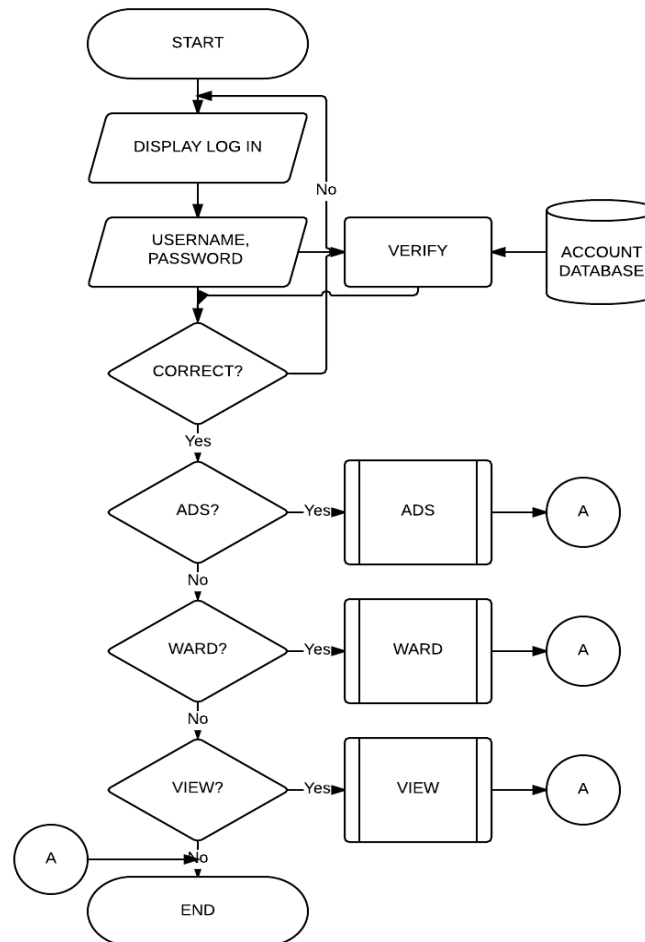 START
DISPLAY LOG IN
No
USERNAME,
PASSWORD
VERIFY
ACCOUNT
DATABASE
CORRECT?
Yes
ADS?
Yes
ADS
A
No
WARD?
Yes
WARD
A
No
VIEW?
Yes
VIEW
A
A
No
END